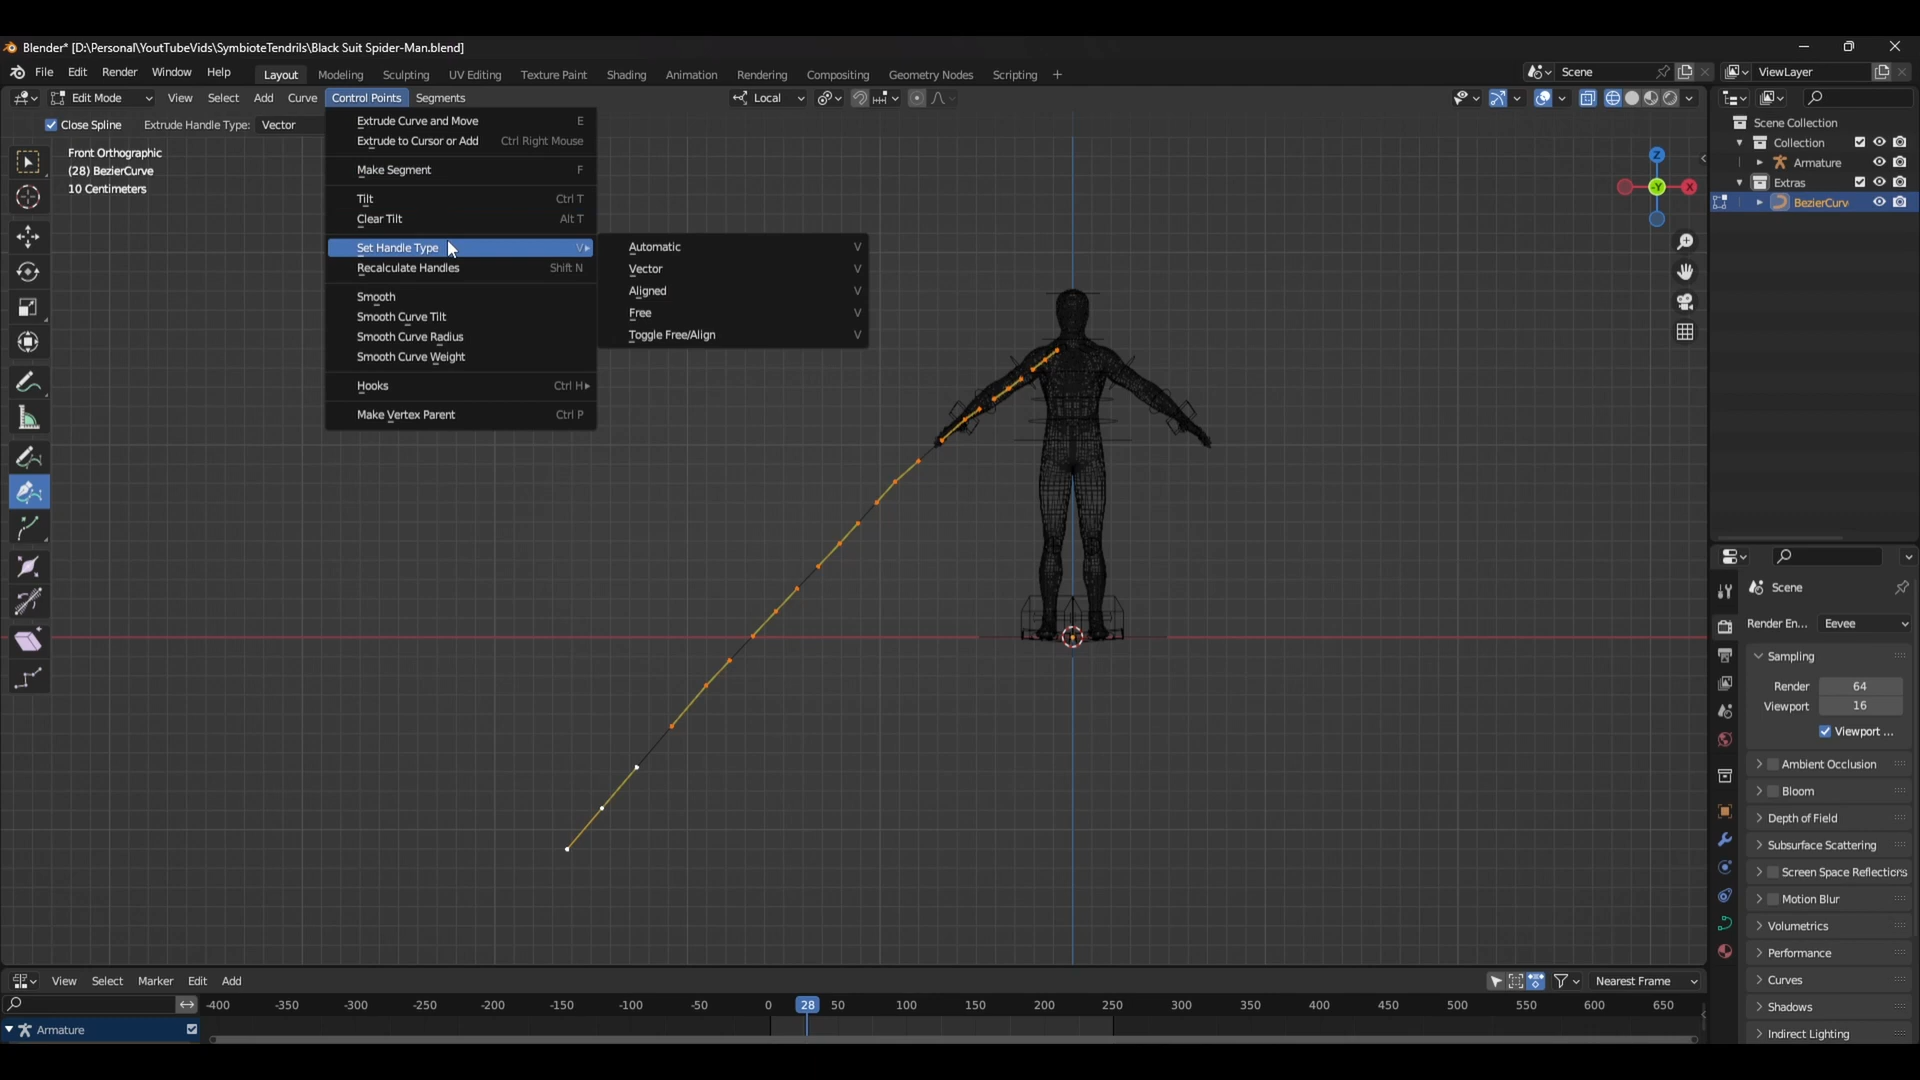 Blender* [D:\Personal\YoutTubeVids\SymbioteTendrils\Black Suit Spider-Man.blend]
File Edit Render Window Help Layout Modeling Sculpting UV Editing Texture Paint Shading Animation Rendering Compositing Geometry Nodes Scripting + Scene ViewLayer
Edit Mode View Select Add Curve Control Points Segments Local
Close Spline Extrude Handle Type: Vector
Front Orthographic
(28) BezierCurve
10 Centimeters
Extrude Curve and Move E
Extrude to Cursor or Add Ctrl Right Mouse
Make Segment F
Tilt Ctrl T
Clear Tilt Alt T
Set Handle Type V
Recalculate Handles Shift N
Smooth
Smooth Curve Tilt
Smooth Curve Radius
Smooth Curve Weight
Hooks Ctrl H
Make Vertex Parent Ctrl P
Automatic V
Vector V
Aligned V
Free V
Toggle Free/Align V
Z
-Y
X
Scene Collection
Collection
Armature
Extras
BezierCurv
Scene
Render En... Eevee
Sampling
Render 64
Viewport 16
Viewport ...
Ambient Occlusion
Bloom
Depth of Field
Subsurface Scattering
Screen Space Reflections
Motion Blur
Volumetrics
Performance
Curves
Shadows
Indirect Lighting
View Select Marker Edit Add Nearest Frame
-400 -350 -300 -250 -200 -150 -100 -50 0 28 50 100 150 200 250 300 350 400 450 500 550 600 650
Armature